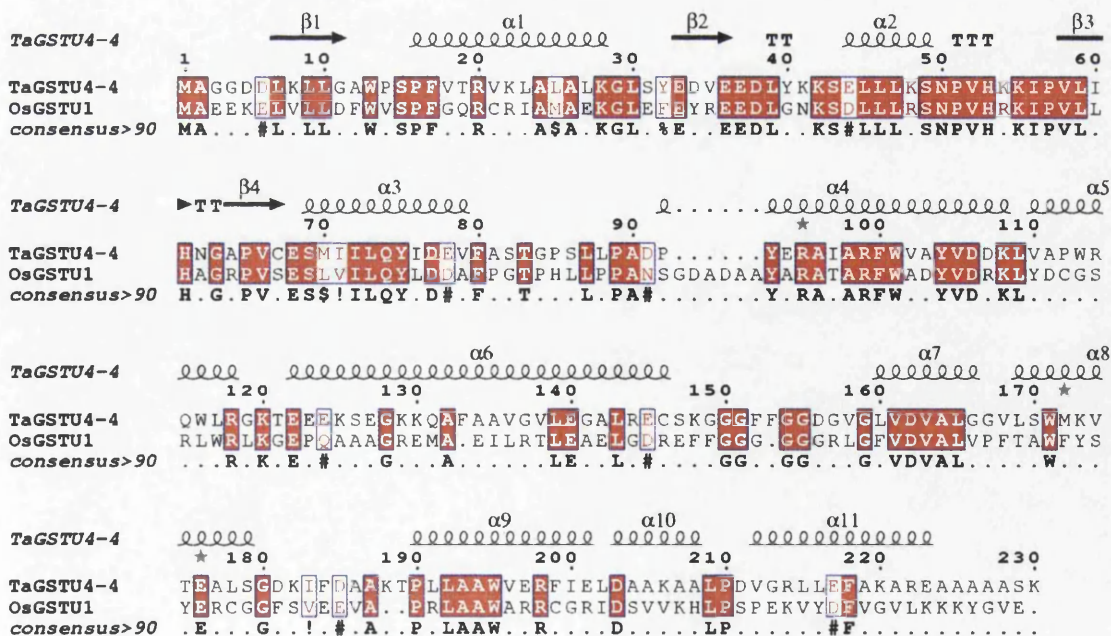 β1 α1 β2 α2 β3
TaGSTU4-4 TT TTT
1 10 20 30 40 50 60
TaGSTU4-4 MAGGDDLKLLGAWPSPFVTRVKLALALKGLSYEDVEEDLYKKSELLLKSNPVHKKIPVLI
OsGSTU1 MAEEKELVLLDFWVSPFGQRCRIAMAEKGLEFEYREEDLGNKSDLLLRSNPVHRKIPVLL
consensus>90 MA...#L.LL..W.SPF..R...A$A.KGL.%E..EEDL..KS#LLL.SNPVH.KIPVL.
β4 α3 α4 α5
TaGSTU4-4 TT
70 80 90 100 110
TaGSTU4-4 HNGAPVCESMIILQYIDEVFASTGPSLLPADP......YERAIARFWVAYVDDKLVAPWR
OsGSTU1 HAGRPVSESLVILQYLDDAFPGTPHLLPPANSGDADAAYARATARFWADYVDRKLYDCGS
consensus>90 H.G.PV.ES$!ILQY.D#.F..T...L.PA#.......Y.RA.ARFW..YVD.KL.....
α6 α7 α8
TaGSTU4-4
120 130 140 150 160 170
TaGSTU4-4 QWLRGKTEEEKSEGKKQAFAAVGVLEGALRECSKGGGFFGGDGVGLVDVALGGVLSWMKV
OsGSTU1 RLWRLKGEPQAAAGREMA.EILRTLEAELGDREFFGGG.GGGRLGFVDVALVPFTAWFYS
consensus>90 ...R.K.E.#...G...A......LE..L.#....GG..GG...G.VDVAL.....W...
α9 α10 α11
TaGSTU4-4
180 190 200 210 220 230
TaGSTU4-4 TEALSGDKIFDAAKTPLLAAWVERFIELDAAKAALPDVGRLLEFAKAREAAAAASK
OsGSTU1 YERCGGFSVEEVA..PRLAAWARRCGRIDSVVKHLPSPEKVYDFVGVLKKKYGVE.
consensus>90 .E...G..!.#.A..P.LAAW..R....D.....LP......#F............